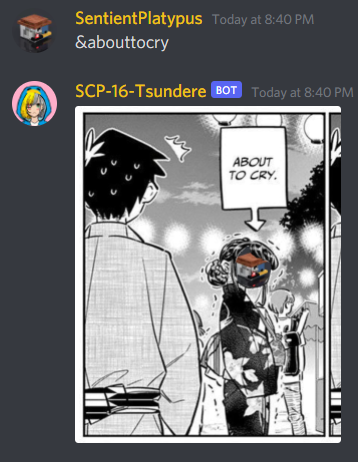 SentientPlatypus Today at 8:40 PM
&abouttocry
SCP-16-Tsundere BOT Today at 8:40 PM
ABOUT
TO CRY.